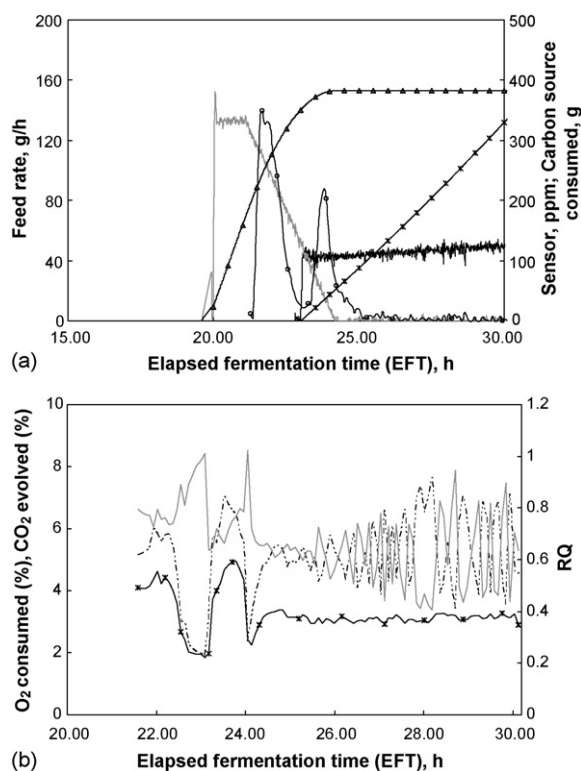 200
160
120
80
40
0
Feed rate, g/h
500
400
300
200
100
0
Sensor, ppm; Carbon source
consumed, g
15.00 20.00 25.00 30.00
(a)
Elapsed fermentation time (EFT), h
10
8
6
4
2
0
O2 consumed (%), CO2 evolved (%)
1.2
1
0.8
0.6
0.4
0.2
0
RQ
20.00 22.00 24.00 26.00 28.00 30.00
(b)
Elapsed fermentation time (EFT), h